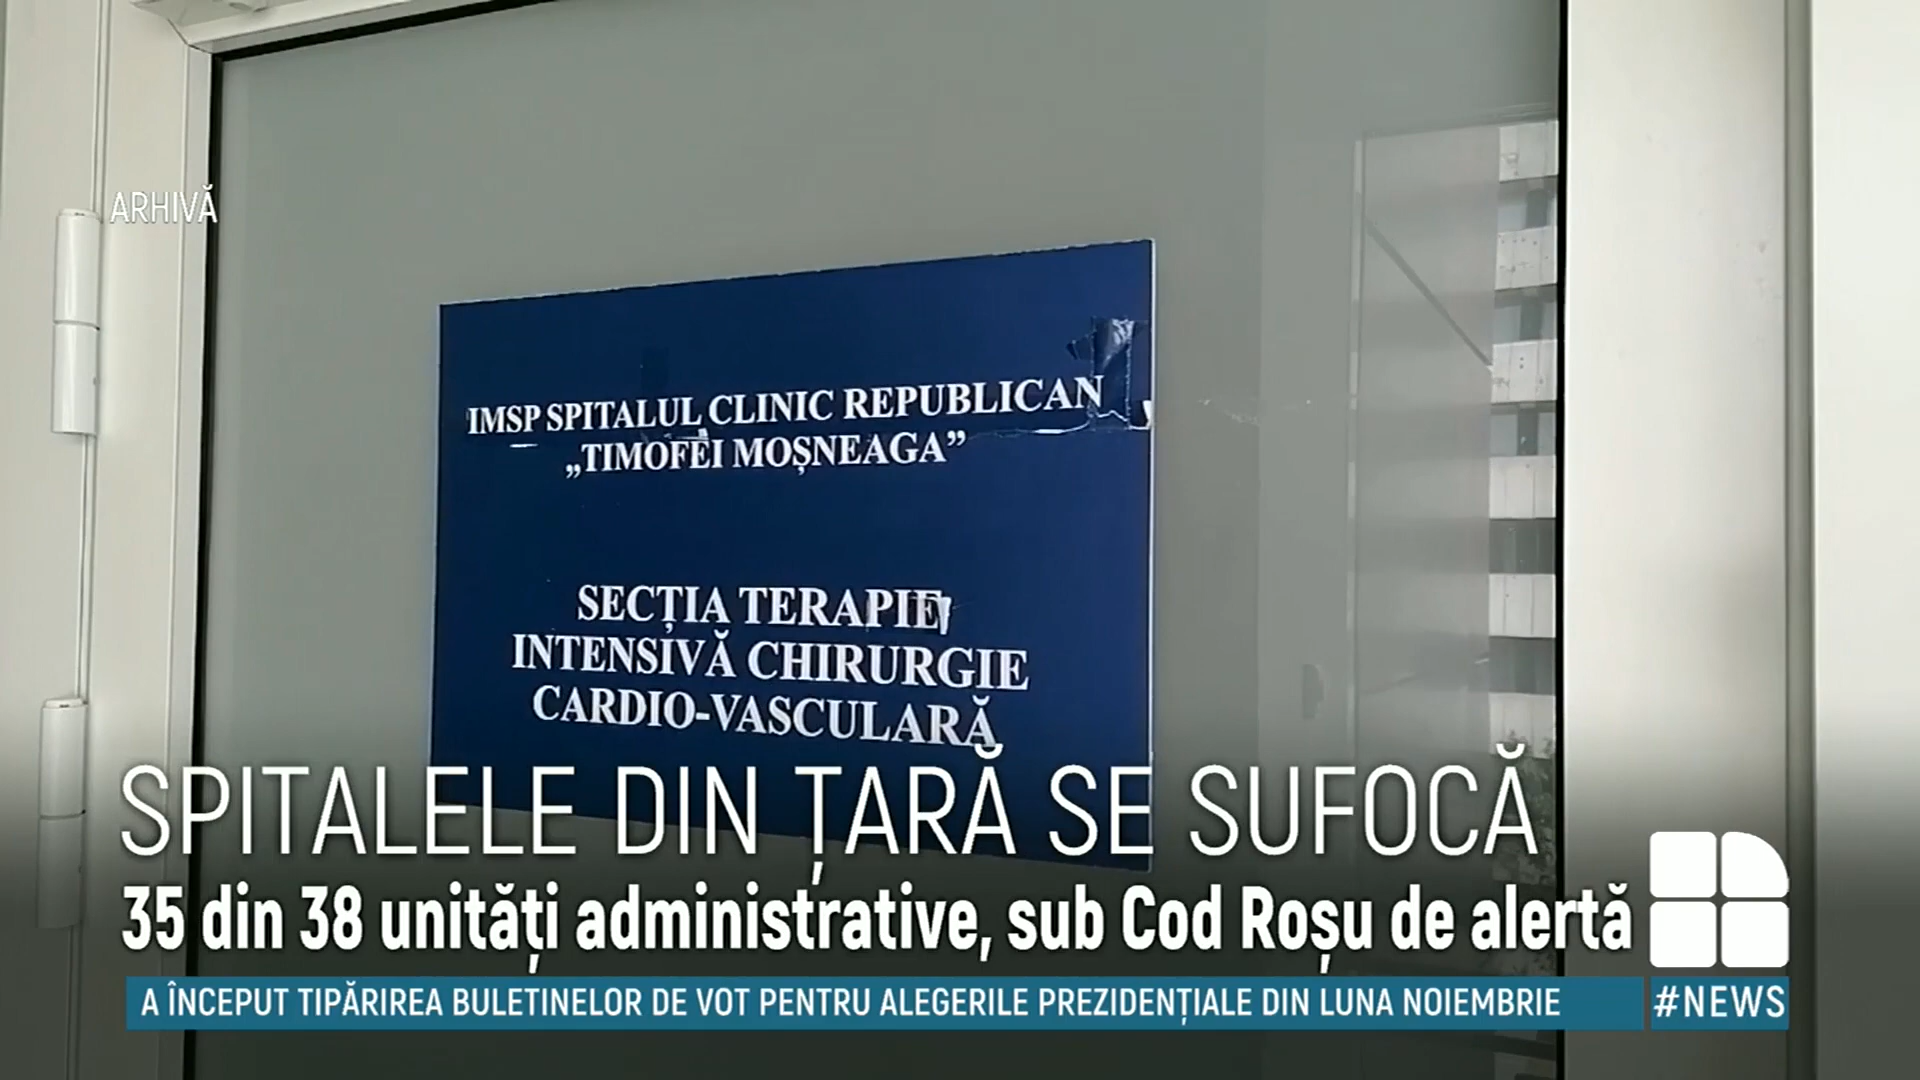 ARHIVĂ
IMSP SPITALUL CLINIC REPUBLICAN
„TIMOFEI MOȘNEAGA”
SECȚIA TERAPIE
INTENSIVĂ CHIRURGIE
CARDIO-VASCULARĂ
SPITALELE DIN ȚARĂ SE SUFOCĂ
35 din 38 unități administrative, sub Cod Roșu de alertă
A ÎNCEPUT TIPĂRIREA BULETINELOR DE VOT PENTRU ALEGERILE PREZIDENȚIALE DIN LUNA NOIEMBRIE
#NEWS